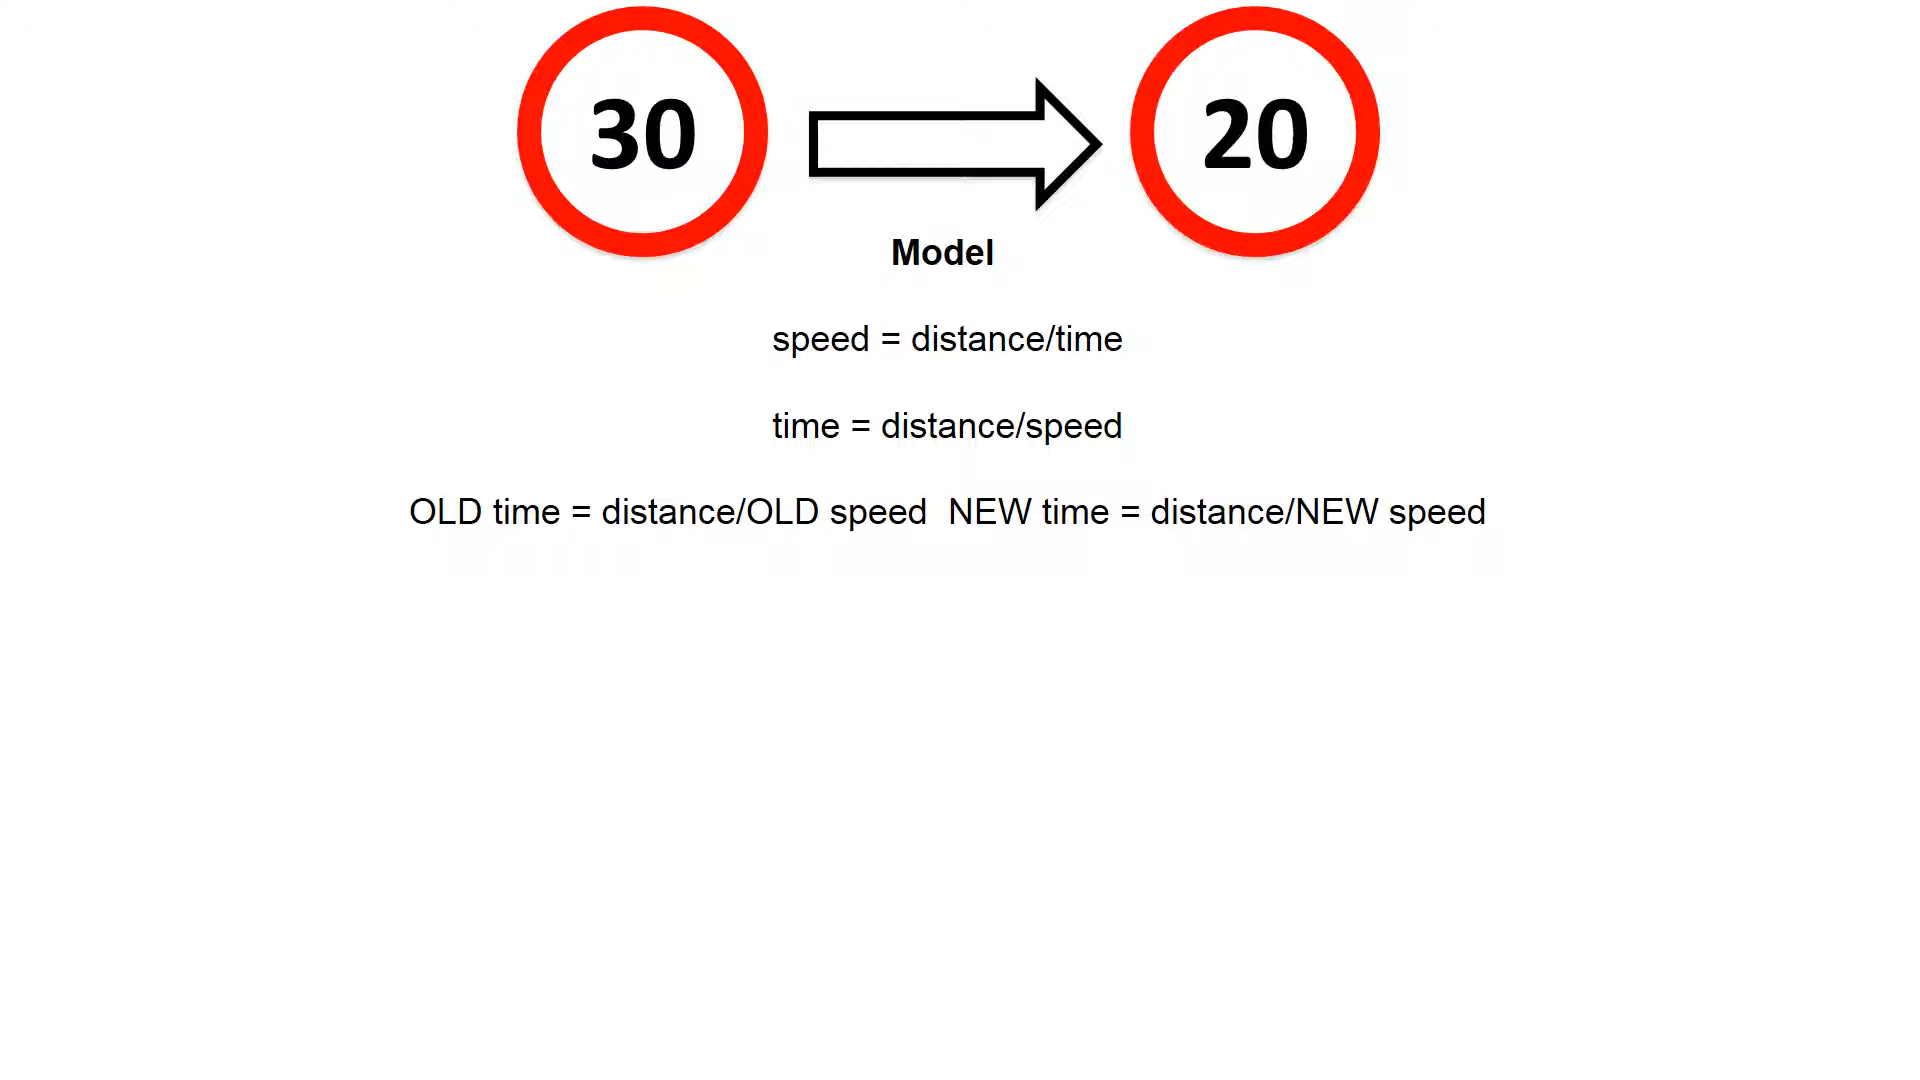 30 20
Model
speed = distance/time
time = distance/speed
OLD time = distance/OLD speed NEW time = distance/NEW speed